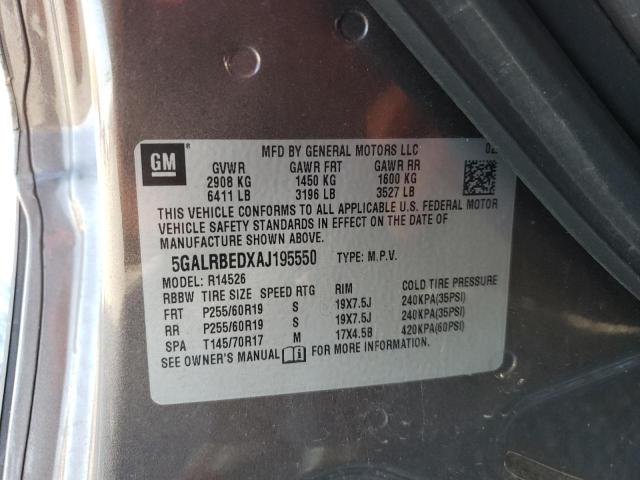 MFD BY GENERAL MOTORS LLC
GM ®
GVWR GAWR FRT GAWR RR
2908 KG 1450 KG 1600 KG
6411 LB 3196 LB 3527 LB
THIS VEHICLE CONFORMS TO ALL APPLICABLE U.S. FEDERAL MOTOR
VEHICLE SAFETY STANDARDS IN EFFECT ON THE DATE OF
MANUFACTURE SHOWN ABOVE.
5GALRBEDXAJ195550 TYPE: M.P.V.
MODEL: R14526
RBBW TIRE SIZE SPEED RTG RIM COLD TIRE PRESSURE
FRT P255/60R19 S 19X7.5J 240KPA(35PSI)
RR P255/60R19 S 19X7.5J 240KPA(35PSI)
SPA T145/70R17 M 17X4.5B 420KPA(60PSI)
SEE OWNER'S MANUAL FOR MORE INFORMATION.